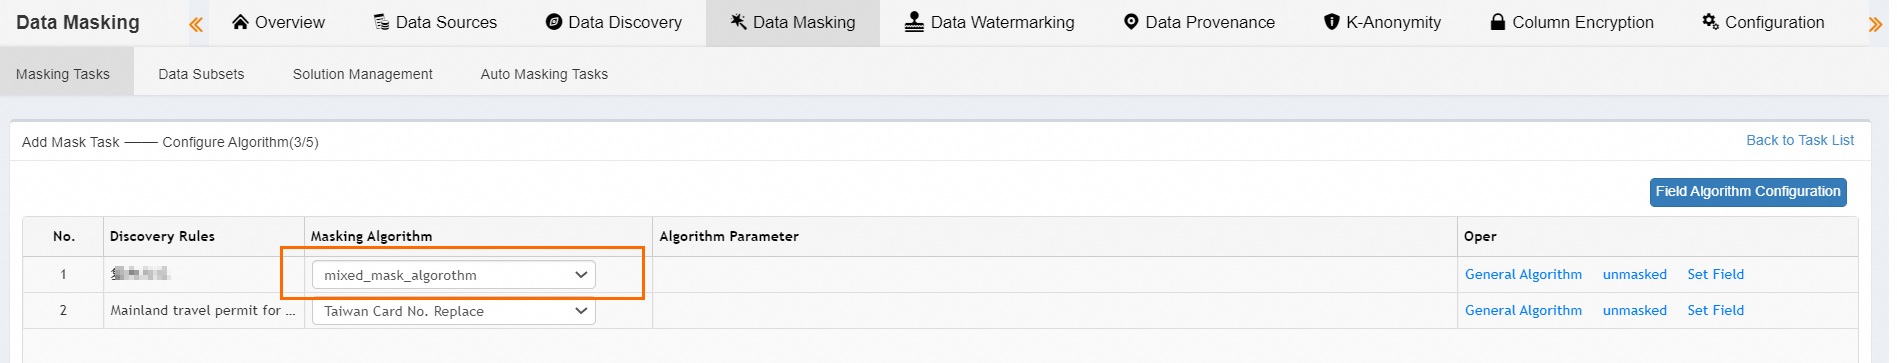 Data Masking
Overview
Data Sources
Data Discovery
Data Masking
Data Watermarking
Data Provenance
K-Anonymity
Column Encryption
Configuration
Masking Tasks
Data Subsets
Solution Management
Auto Masking Tasks
Add Mask Task —— Configure Algorithm(3/5)
Back to Task List
Field Algorithm Configuration
No. Discovery Rules Masking Algorithm Algorithm Parameter Oper
1 mixed_mask_algorothm General Algorithm unmasked Set Field
2 Mainland travel permit for ... Taiwan Card No. Replace General Algorithm unmasked Set Field